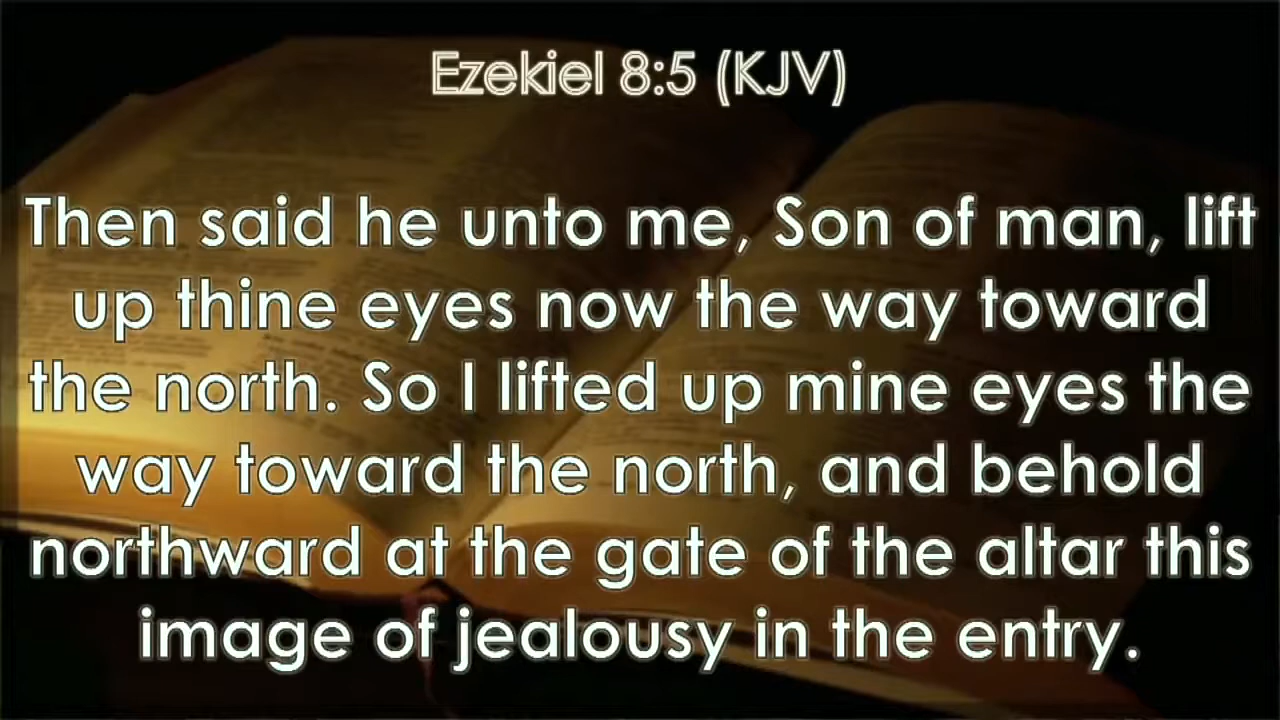 Ezekiel 8:5 (KJV)
Then said he unto me, Son of man, lift
up thine eyes now the way toward
the north. So I lifted up mine eyes the
way toward the north, and behold
northward at the gate of the altar this
image of jealousy in the entry.